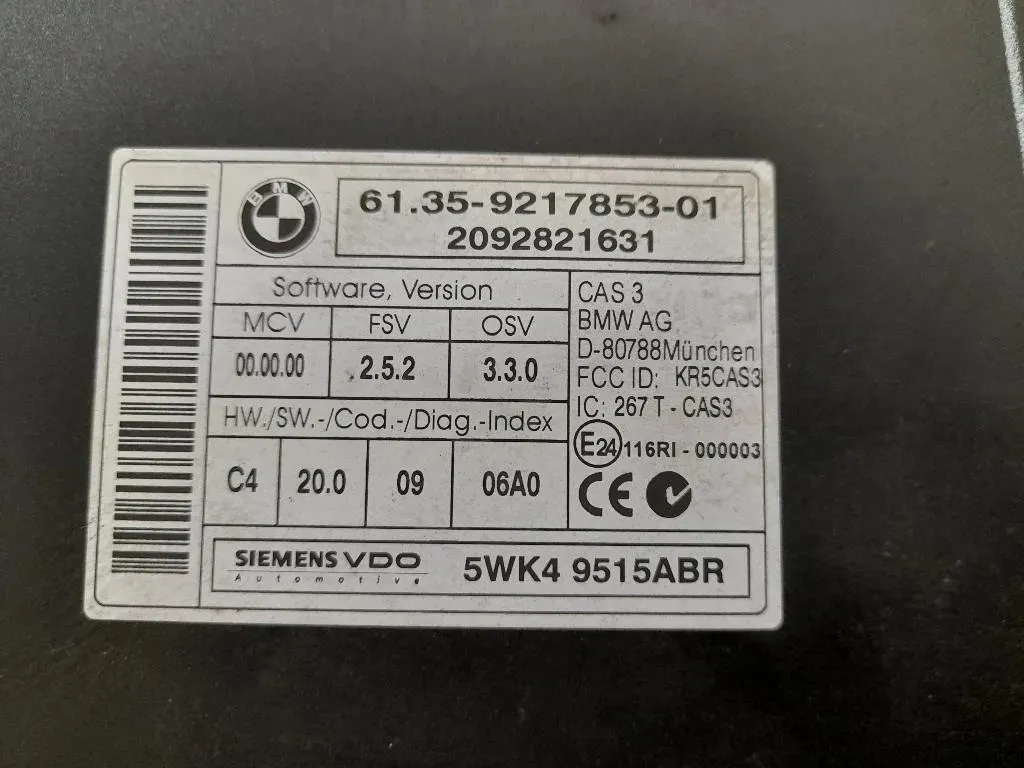 BMW
61.35-9217853-01
2092821631
Software, Version
MCV FSV OSV
00.00.00 2.5.2 3.3.0
HW./SW.-/Cod.-/Diag.-Index
C4 20.0 09 06A0
CAS 3
BMW AG
D-80788München
FCC ID: KR5CAS3
IC: 267 T - CAS3
E24 116RI - 000003
CE
SIEMENS VDO
Automotive
5WK4 9515ABR